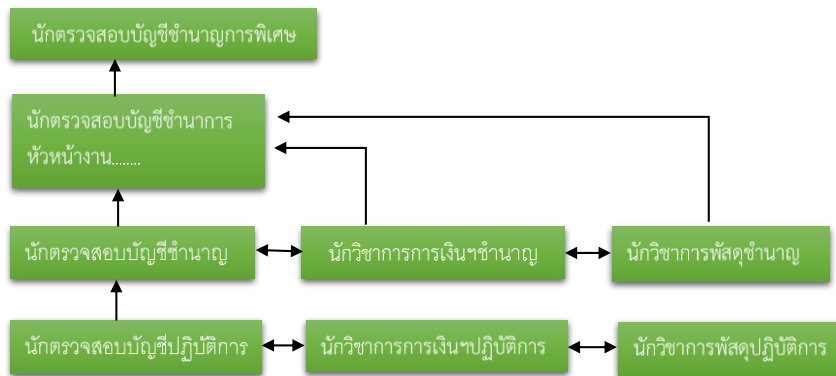 นักตรวจสอบบัญชีชำนาญการพิเศษ
นักตรวจสอบบัญชีชำนาการ
หัวหน้างาน........
นักตรวจสอบบัญชีชำนาญ
นักวิชาการการเงินฯชำนาญ
นักวิชาการพัสดุชำนาญ
นักตรวจสอบบัญชีปฏิบัติการ
นักวิชาการการเงินฯปฏิบัติการ
นักวิชาการพัสดุปฏิบัติการ